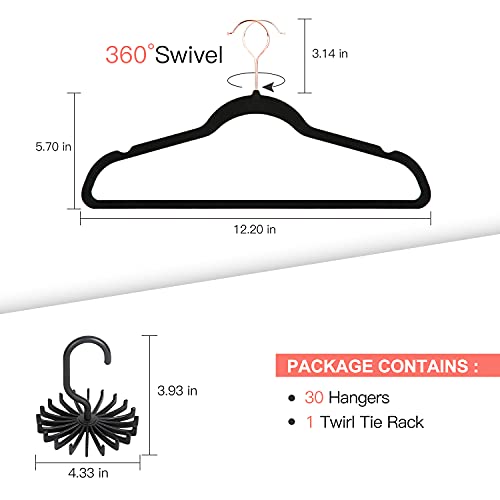 360°Swivel
3.14 in
5.70 in
12.20 in
3.93 in
4.33 in
PACKAGE CONTAINS :
• 30 Hangers
• 1 Twirl Tie Rack